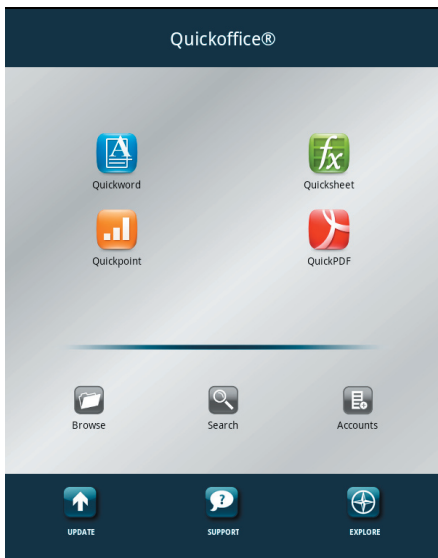 Quickoffice®
Quickword
Quicksheet
Quickpoint
QuickPDF
Browse
Search
Accounts
UPDATE
SUPPORT
EXPLORE